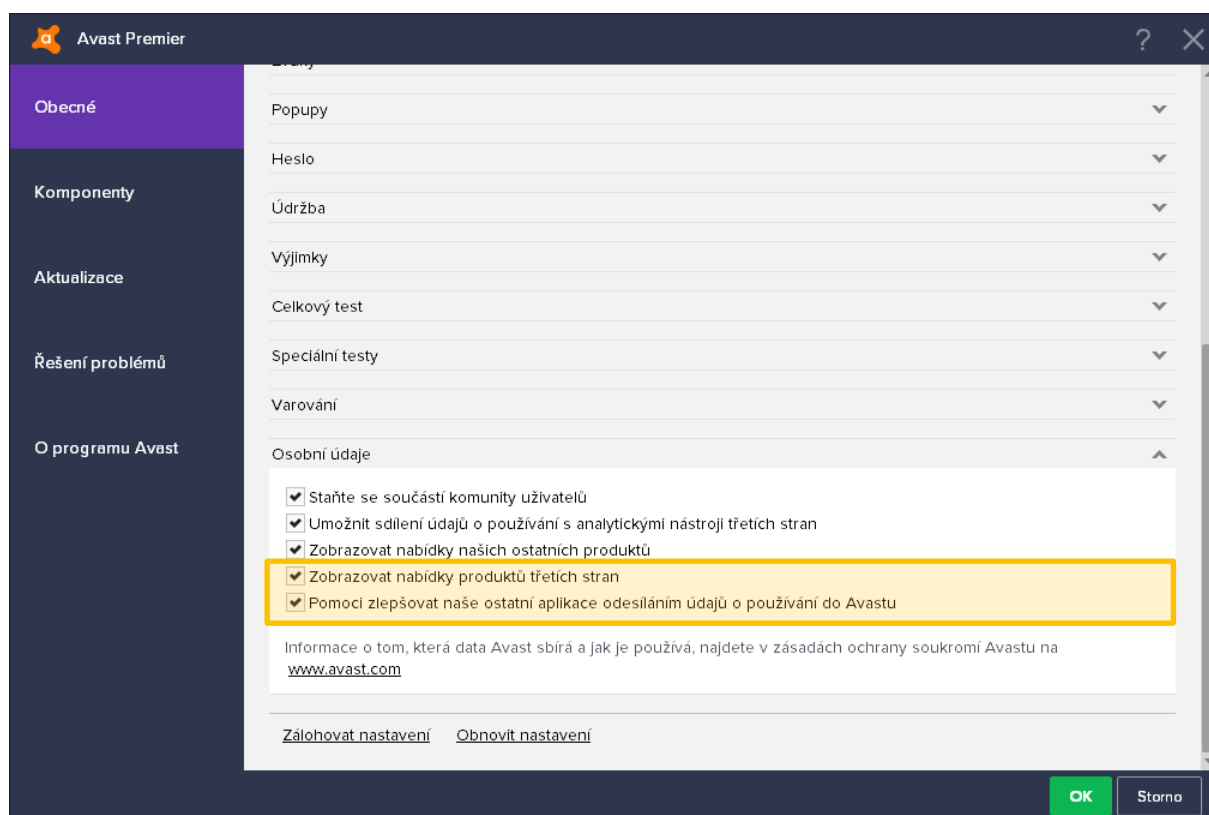 Avast Premier
Obecné
Komponenty
Aktualizace
Řešení problémů
O programu Avast
Popupy
Heslo
Údržba
Výjimky
Celkový test
Speciální testy
Varování
Osobní údaje
Staňte se součástí komunity uživatelů
Umožnit sdílení údajů o používání s analytickými nástroji třetích stran
Zobrazovat nabídky našich ostatních produktů
Zobrazovat nabídky produktů třetích stran
Pomoci zlepšovat naše ostatní aplikace odesíláním údajů o používání do Avastu
Informace o tom, která data Avast sbírá a jak je používá, najdete v zásadách ochrany soukromí Avastu na
www.avast.com
Zálohovat nastavení Obnovit nastavení
OK Storno